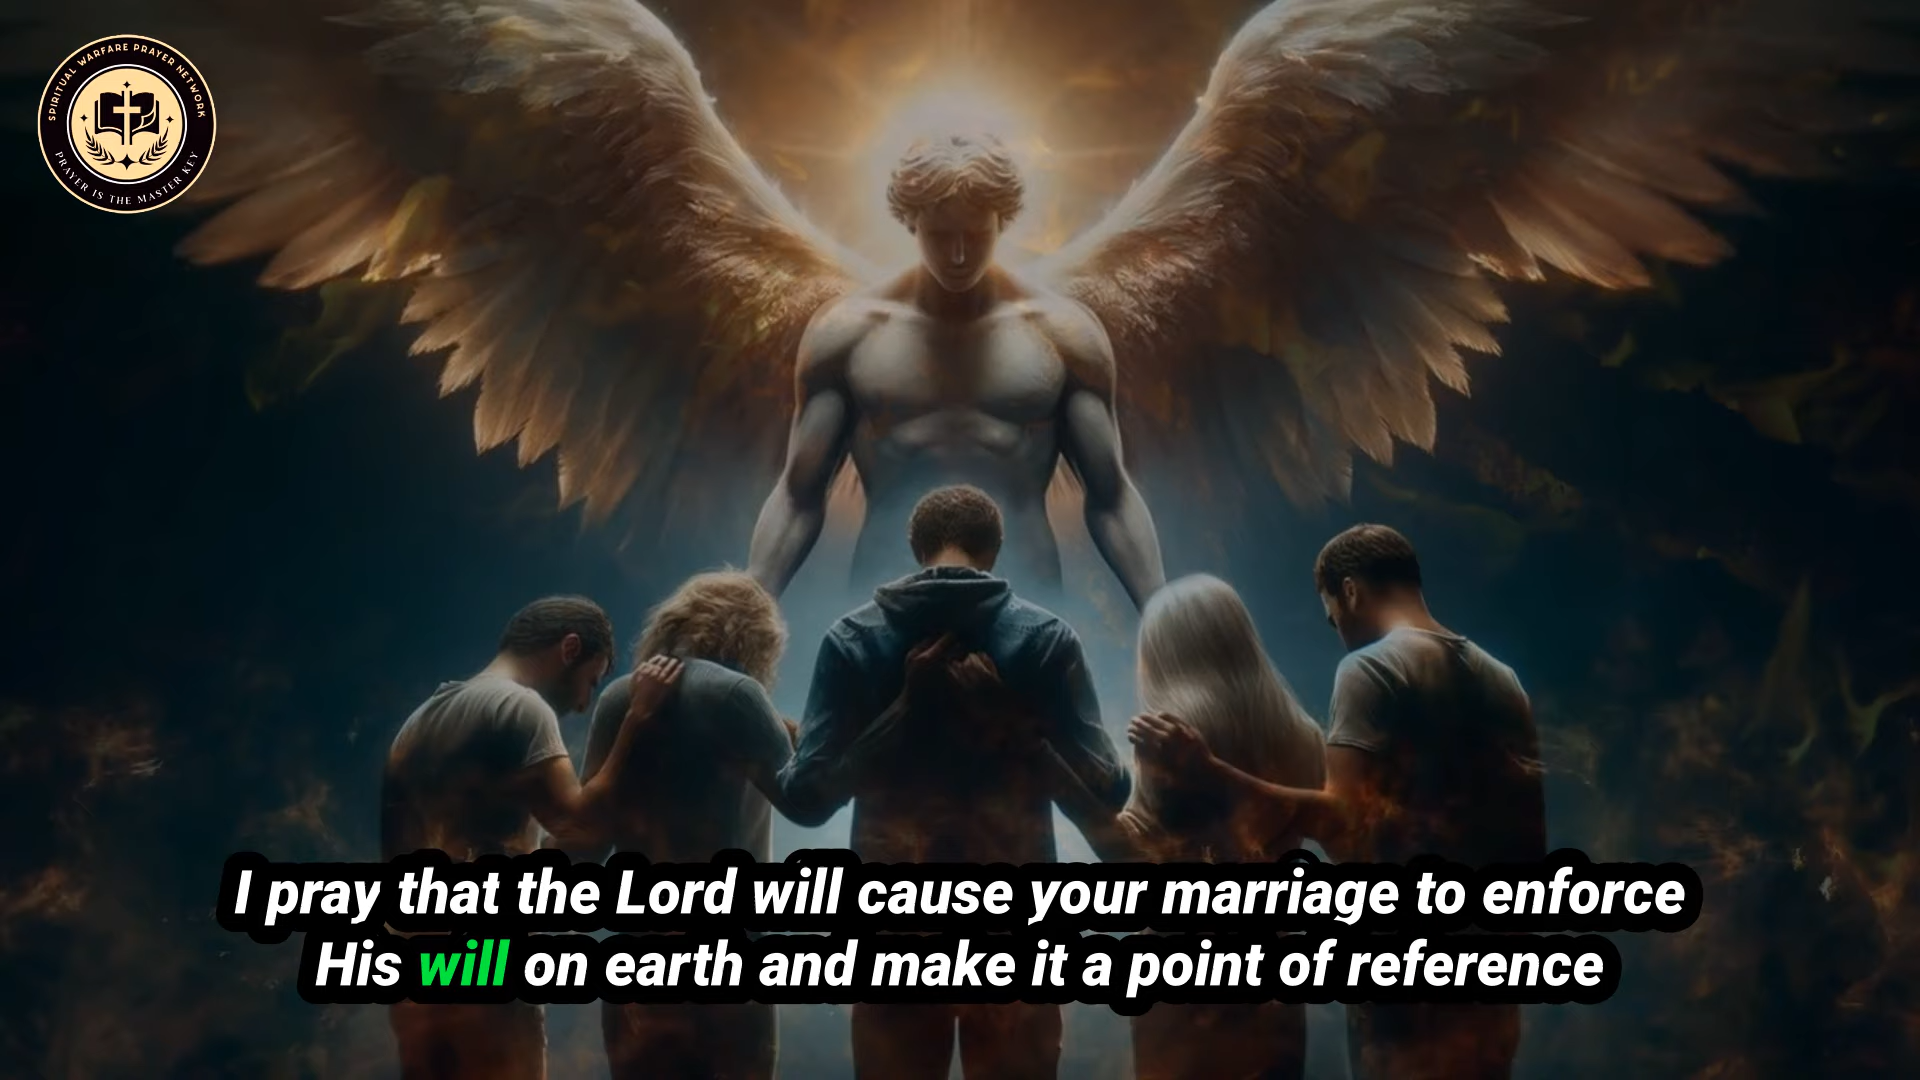 SPIRITUAL WARFARE PRAYER NETWORK
PRAYER IS THE MASTER KEY
I pray that the Lord will cause your marriage to enforce
His will on earth and make it a point of reference